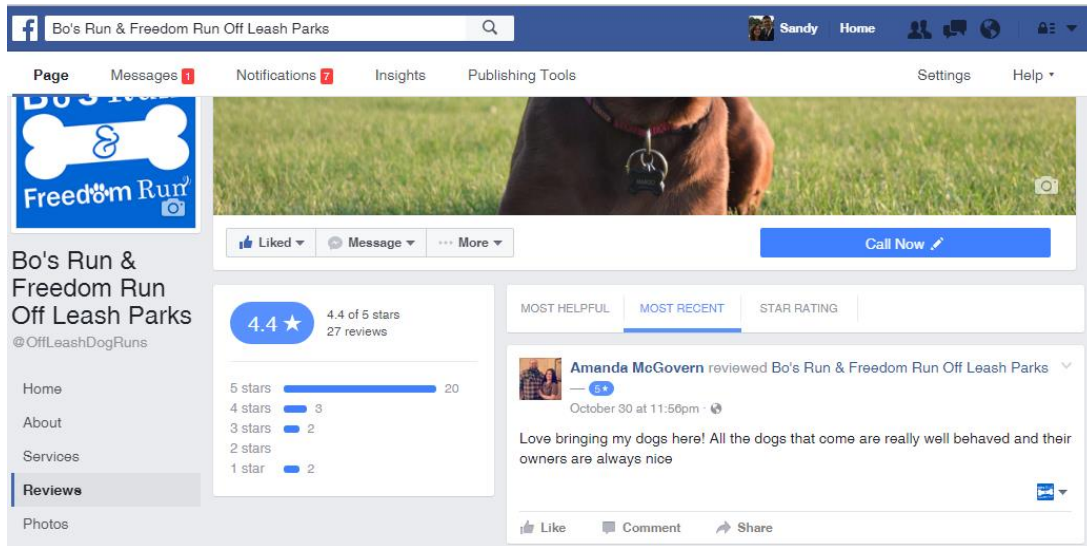 Bo's Run & Freedom Run Off Leash Parks
Sandy Home
Page Messages 1 Notifications 7 Insights Publishing Tools Settings Help
Bo's Run
&
Freedom Run
Liked Message More
Call Now
Bo's Run &
Freedom Run
Off Leash Parks
@OffLeashDogRuns
Home
About
Services
Reviews
Photos
4.4 ★
4.4 of 5 stars
27 reviews
5 stars 20
4 stars 3
3 stars 2
2 stars
1 star 2
MOST HELPFUL MOST RECENT STAR RATING
Amanda McGovern reviewed Bo's Run & Freedom Run Off Leash Parks
— 5★
October 30 at 11:56pm ·
Love bringing my dogs here! All the dogs that come are really well behaved and their
owners are always nice
Like Comment Share